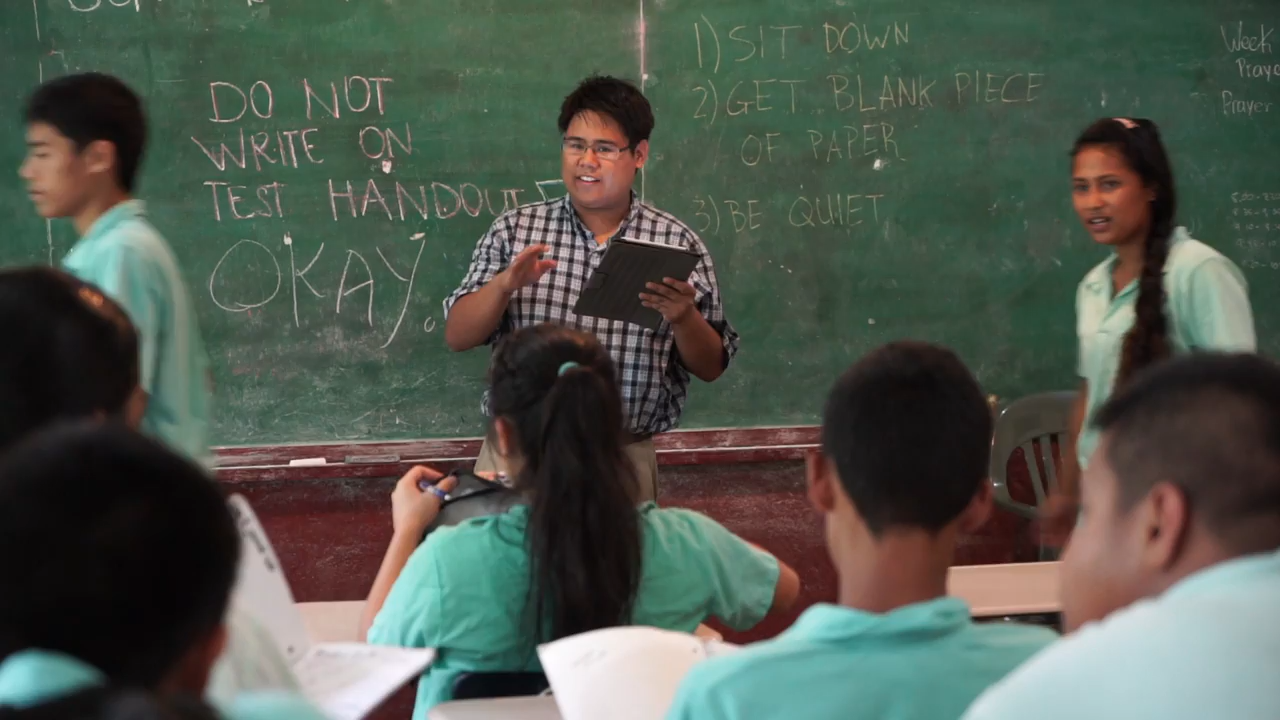 DO NOT
WRITE ON
TEST HANDOUT
OKAY
1) SIT DOWN
2) GET BLANK PIECE
OF PAPER
3) BE QUIET
Week
Prayer